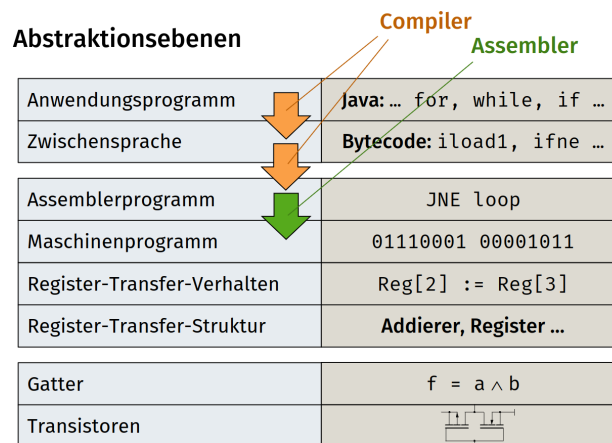 Compiler
Abstraktionsebenen
Assembler
Anwendungsprogramm Java: … for, while, if …
Zwischensprache Bytecode: iload1, ifne …
Assemblerprogramm JNE loop
Maschinenprogramm 01110001 00001011
Register-Transfer-Verhalten Reg[2] := Reg[3]
Register-Transfer-Struktur Addierer, Register …
Gatter f = a ∧ b
Transistoren